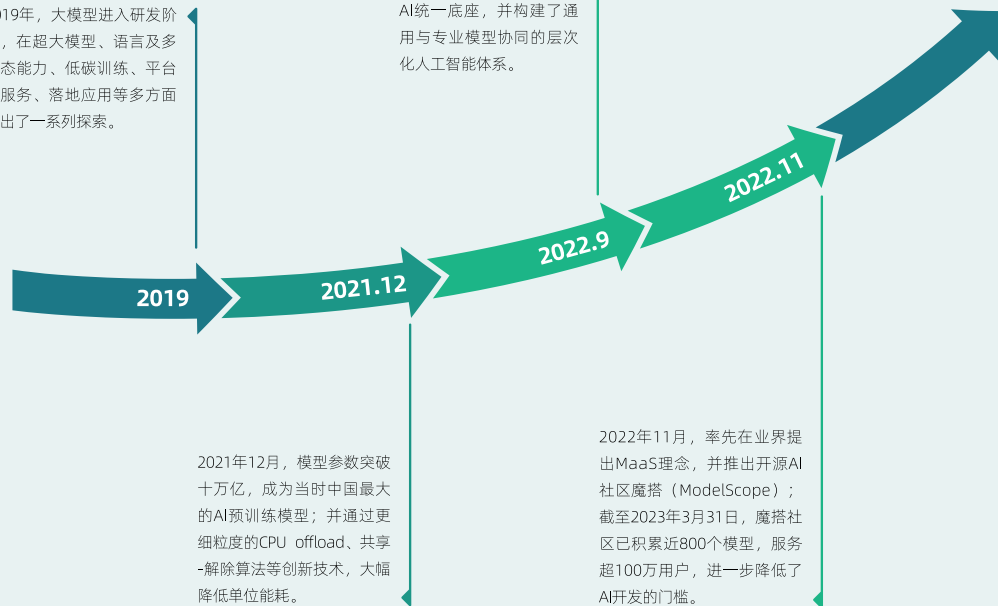 19年，大模型进入研发阶
，在超大模型、语言及多
态能力、低碳训练、平台
服务、落地应用等多方面
出了一系列探索。
AI统一底座，并构建了通
用与专业模型协同的层次
化人工智能体系。
2019
2021.12
2022.9
2022.11
2021年12月，模型参数突破
十万亿，成为当时中国最大
的AI预训练模型；并通过更
细粒度的CPU offload、共享
-解除算法等创新技术，大幅
降低单位能耗。
2022年11月，率先在业界提
出MaaS理念，并推出开源AI
社区魔搭（ModelScope）；
截至2023年3月31日，魔搭社
区已积累近800个模型，服务
超100万用户，进一步降低了
AI开发的门槛。